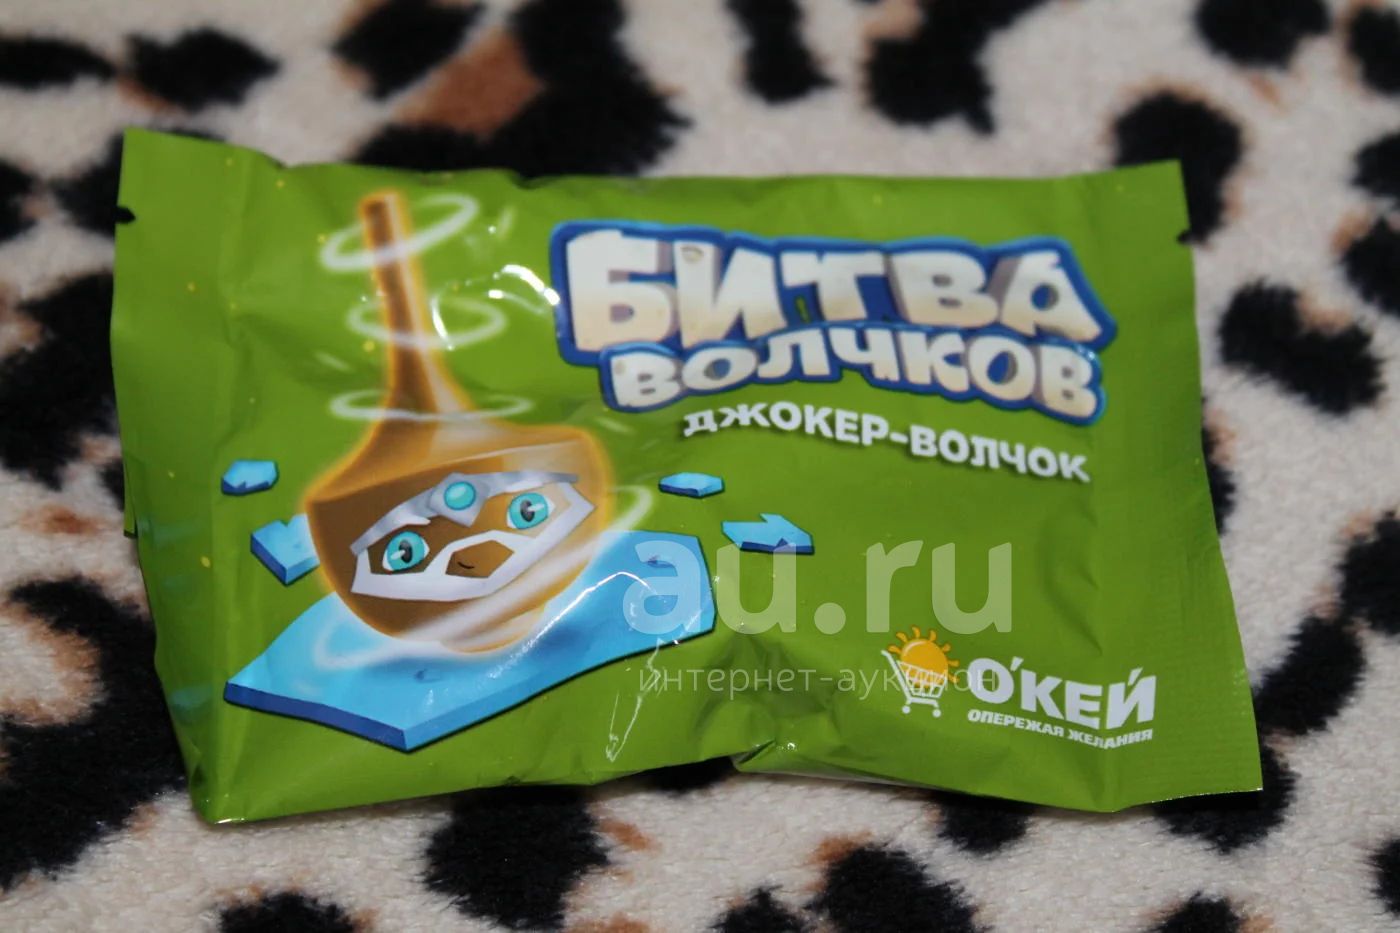 БИТВА
ВОЛЧКОВ
ДЖОКЕР-ВОЛЧОК
au.ru
интернет-аукцион
О'КЕЙ
ОПЕРЕЖАЯ ЖЕЛАНИЯ